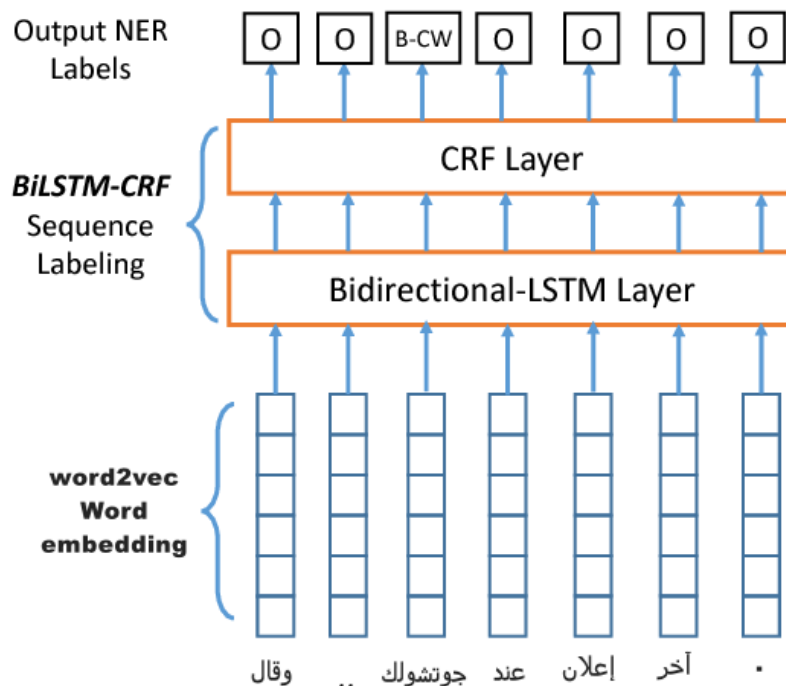 Output NER
Labels
O O B-CW O O O O
CRF Layer
BiLSTM-CRF
Sequence
Labeling
Bidirectional-LSTM Layer
word2vec
Word
embedding
وقال .. جوتشولك عند إعلان آخر .